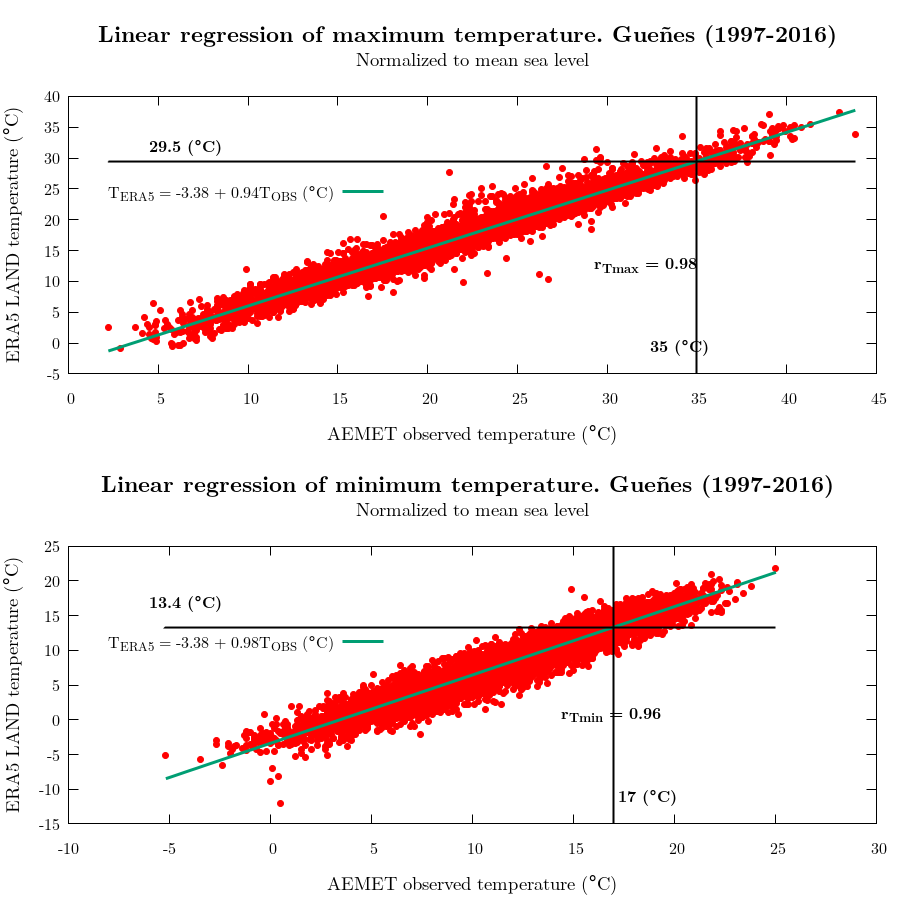 Linear regression of maximum temperature. Gueñes (1997-2016)
Normalized to mean sea level
ERA5 LAND temperature (°C)
40
35
30
25
20
15
10
5
0
-5
29.5 (°C)
TERA5 = -3.38 + 0.94TOBS (°C)
rTmax = 0.98
35 (°C)
0 5 10 15 20 25 30 35 40 45
AEMET observed temperature (°C)
Linear regression of minimum temperature. Gueñes (1997-2016)
Normalized to mean sea level
ERA5 LAND temperature (°C)
25
20
15
10
5
0
-5
-10
-15
13.4 (°C)
TERA5 = -3.38 + 0.98TOBS (°C)
rTmin = 0.96
17 (°C)
-10 -5 0 5 10 15 20 25 30
AEMET observed temperature (°C)